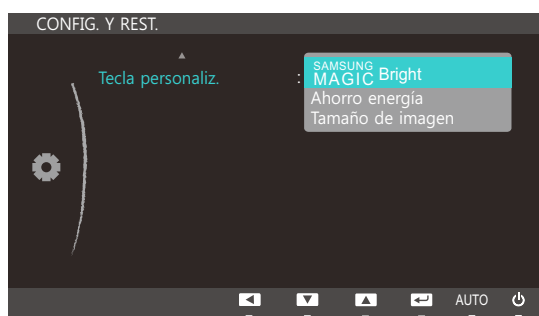 CONFIG. Y REST.
Tecla personaliz. : SAMSUNG MAGIC Bright
Ahorro energía
Tamaño de imagen
AUTO